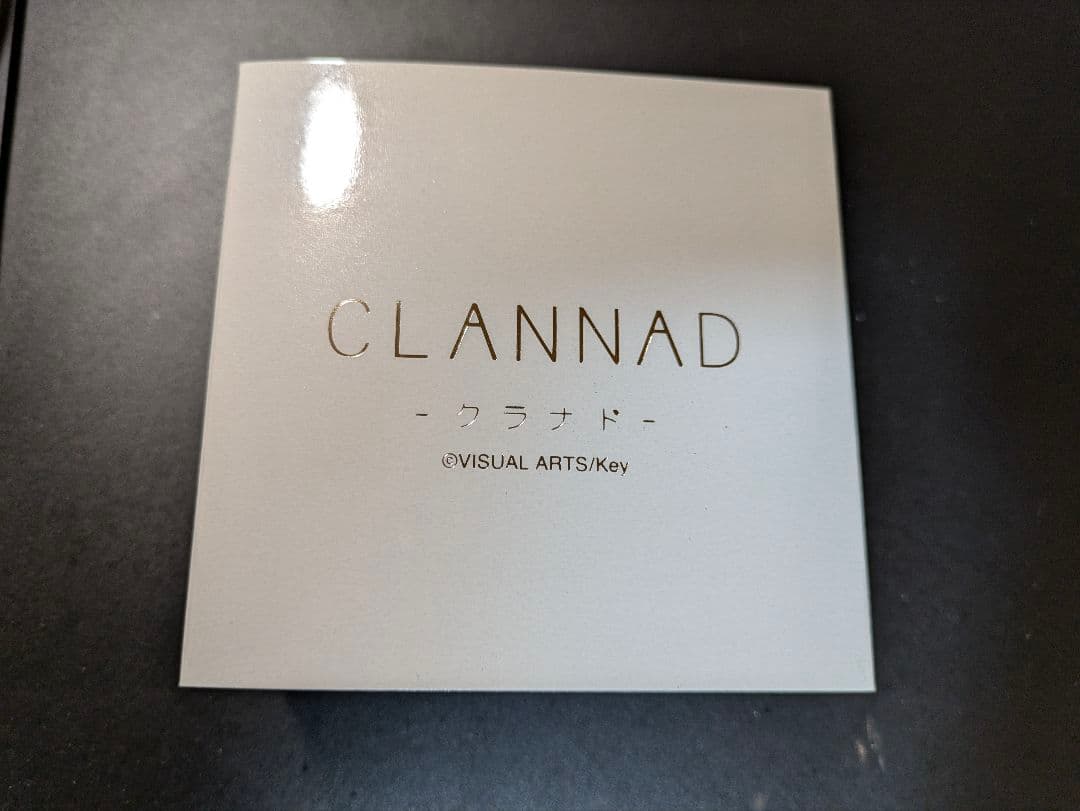 CLANNAD
- クラナド -
©VISUAL ARTS/Key